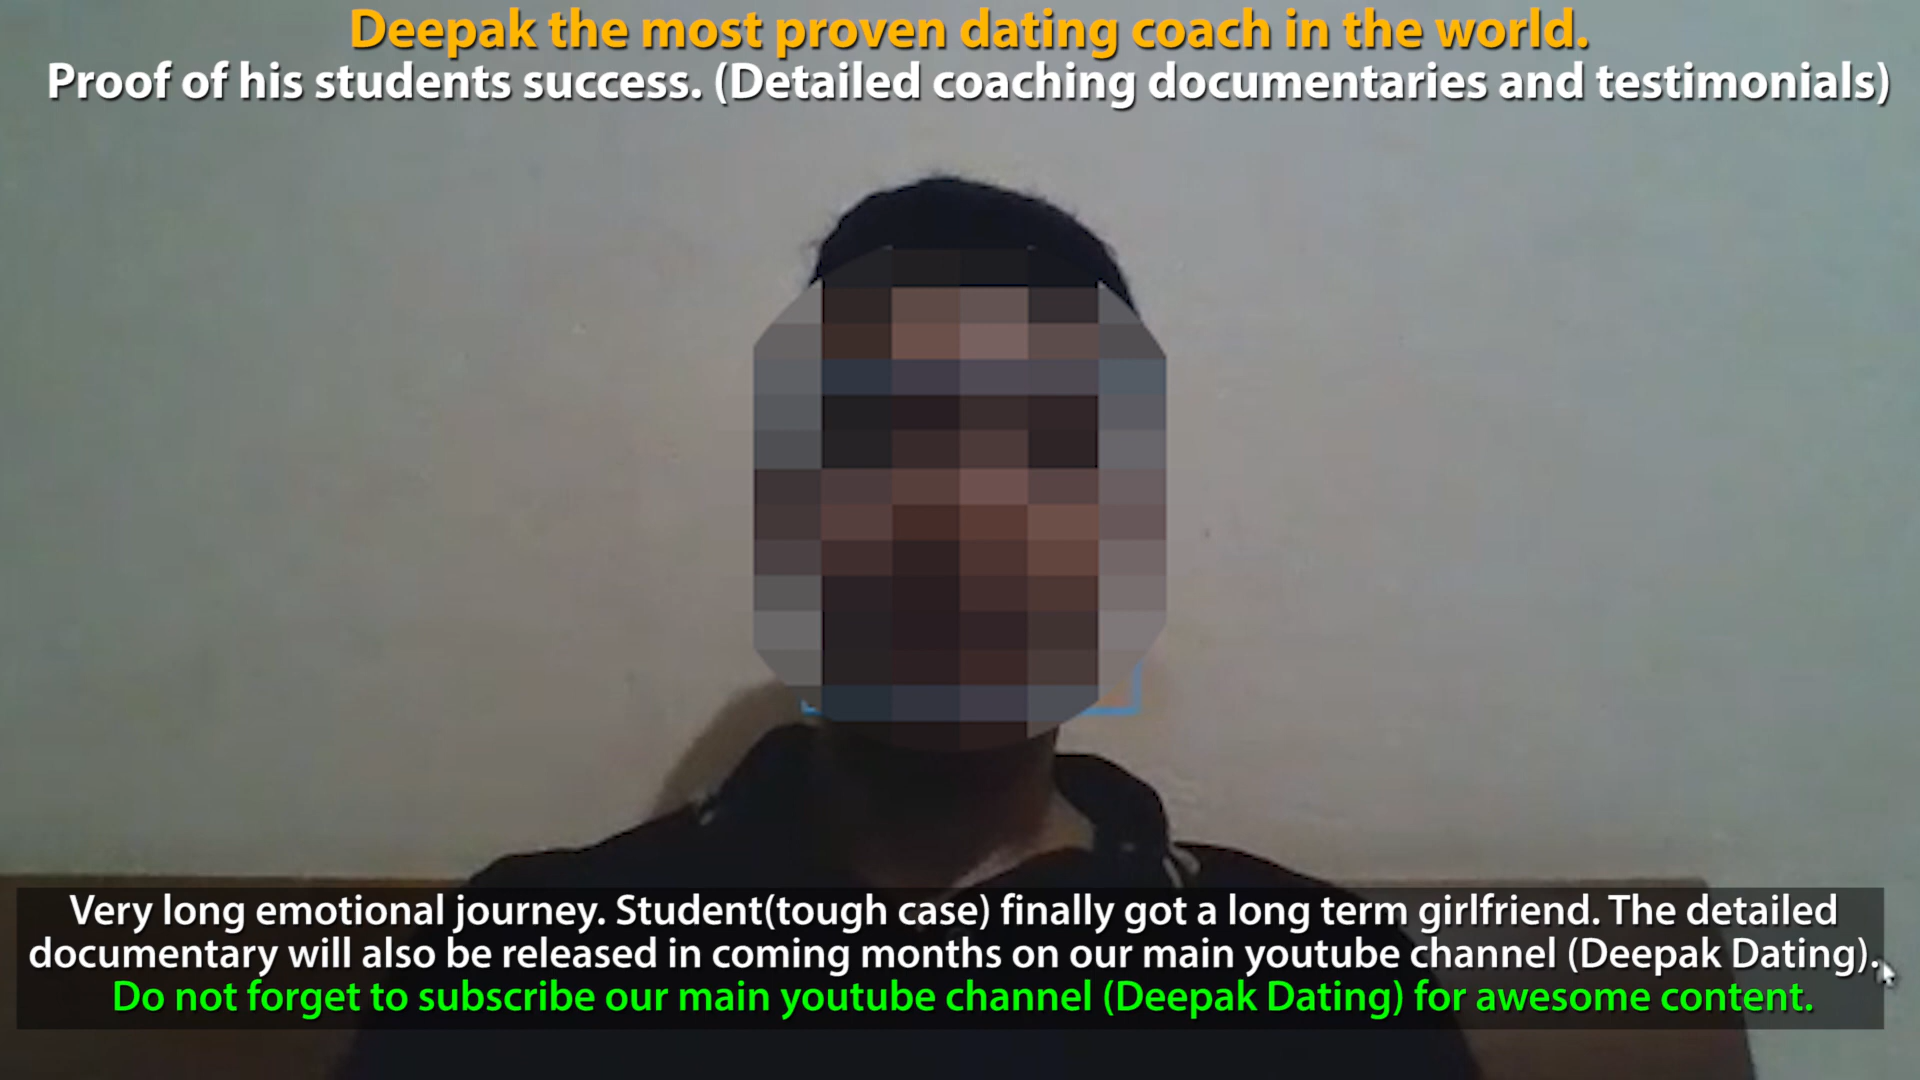 Deepak the most proven dating coach in the world.
Proof of his students success. (Detailed coaching documentaries and testimonials)
Very long emotional journey. Student(tough case) finally got a long term girlfriend. The detailed
documentary will also be released in coming months on our main youtube channel (Deepak Dating).
Do not forget to subscribe our main youtube channel (Deepak Dating) for awesome content.